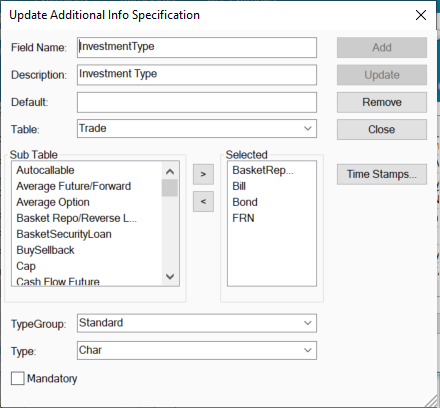 Update Additional Info Specification
Field Name: InvestmentType Add
Description: Investment Type Update
Default: Remove
Table: Trade Close
Sub Table Selected
Autocallable
Average Future/Forward
Average Option
Basket Repo/Reverse L...
BasketSecurityLoan
BuySellback
Cap
Cash Flow Future
>
<
BasketRep...
Bill
Bond
FRN
Time Stamps...
TypeGroup: Standard
Type: Char
Mandatory